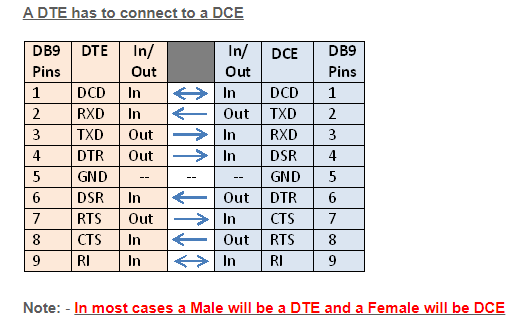 A DTE has to connect to a DCE
DB9 Pins DTE In/ Out In/ Out DCE DB9 Pins
1 DCD In In DCD 1
2 RXD In Out TXD 2
3 TXD Out In RXD 3
4 DTR Out In DSR 4
5 GND -- -- -- GND 5
6 DSR In Out DTR 6
7 RTS Out In CTS 7
8 CTS In Out RTS 8
9 RI In In RI 9
Note: - In most cases a Male will be a DTE and a Female will be DCE